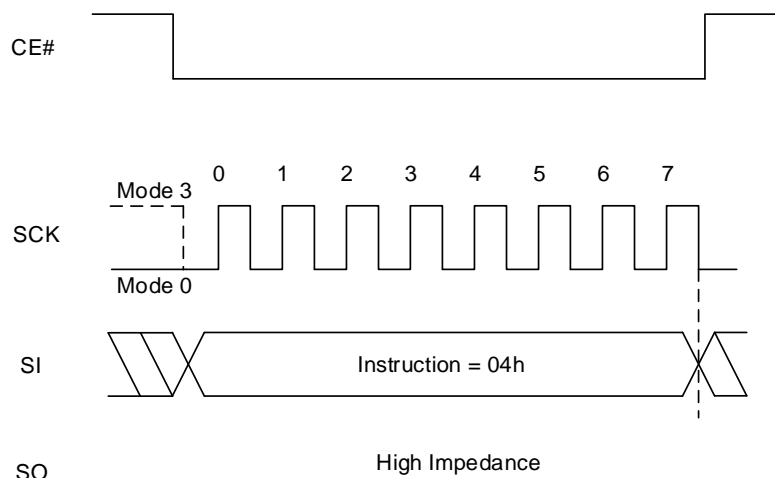 CE#
0 1 2 3 4 5 6 7
Mode 3
SCK
Mode 0
SI
Instruction = 04h
High Impedance
SO